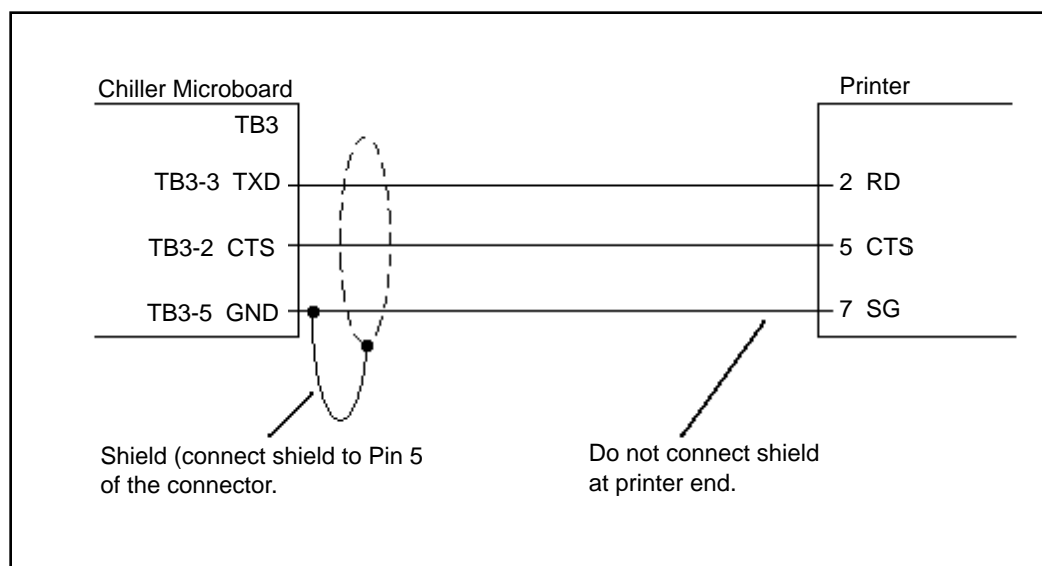 Chiller Microboard
Printer
TB3
TB3-3 TXD
2 RD
TB3-2 CTS
5 CTS
TB3-5 GND
7 SG
Shield (connect shield to Pin 5
of the connector.
Do not connect shield
at printer end.